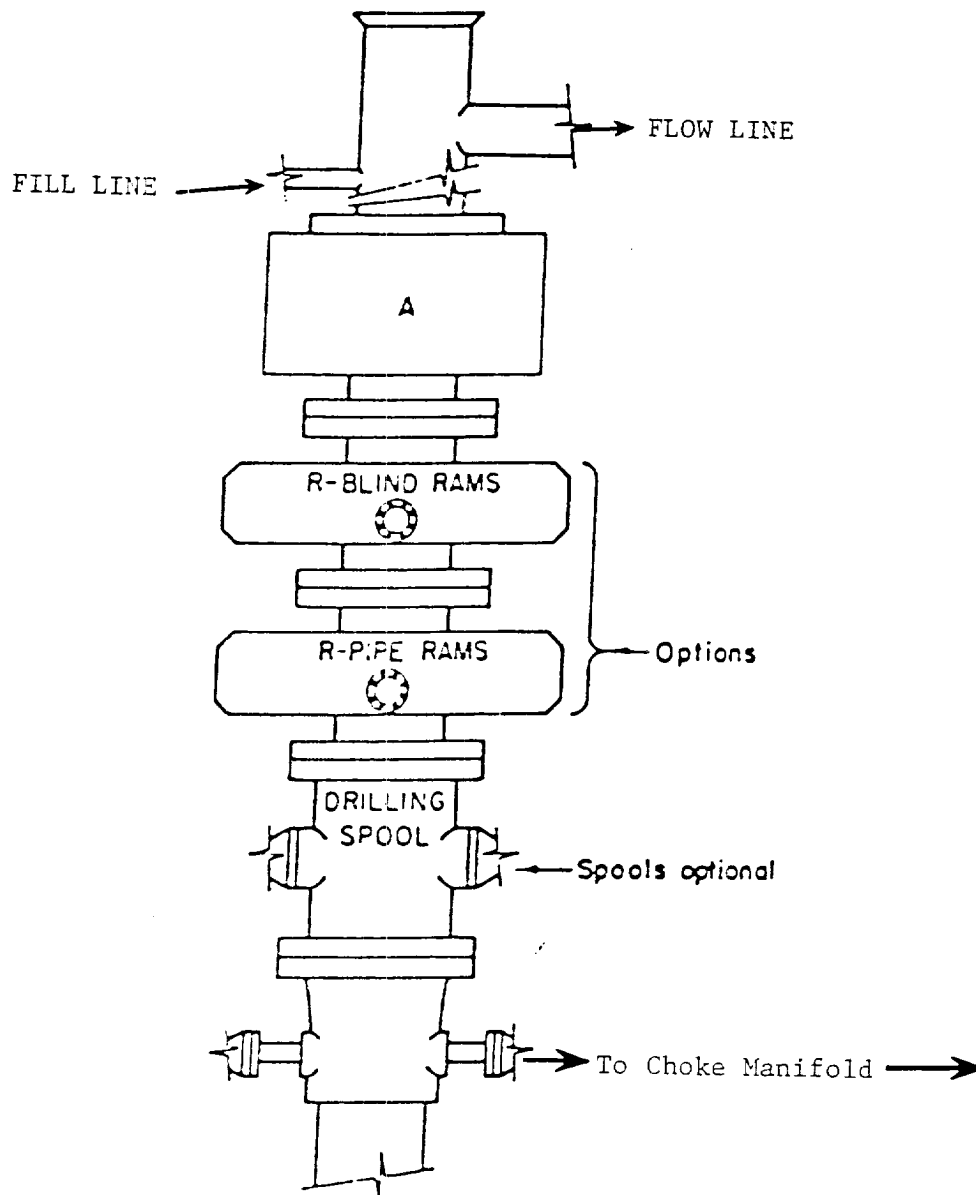 FLOW LINE
FILL LINE
A
R-BLIND RAMS
R-PIPE RAMS
Options
DRILLING
SPOOL
Spools optional
To Choke Manifold